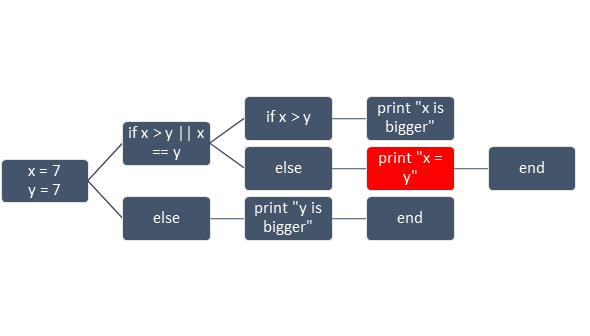 x = 7
y = 7
if x > y || x
== y
else
if x > y
else
print "y is
bigger"
print "x is
bigger"
print "x =
y"
end
end